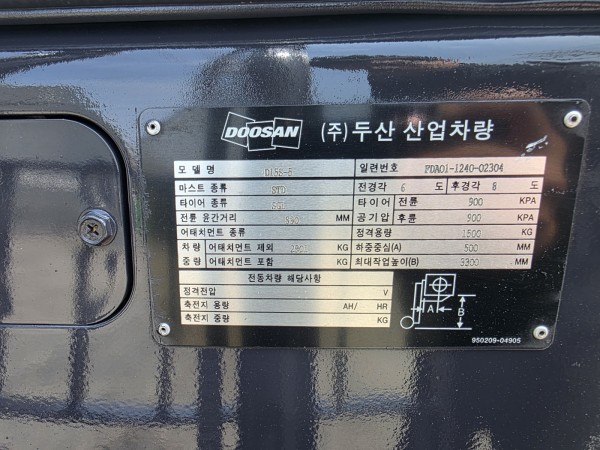 DOOSAN (주)두산 산업차량
모델명 D15S-5 일련번호 FDA01-1240-02304
마스트 종류 STD 전경각 6 도 후경각 8 도
타이어 종류 타이어 전륜 900 KPA
전륜 윤간거리 MM 공기압 후륜 900 KPA
어태치먼트 종류 정격용량 1500 KG
차량 어태치먼트 제외 KG 하중중심(A) 500 MM
중량 어태치먼트 포함 KG 최대작업높이(B) 3300 MM
전동차량 해당사항
정격전압 V
축전지 용량 AH/ HR
축전지 중량 KG
A B
950209-04905